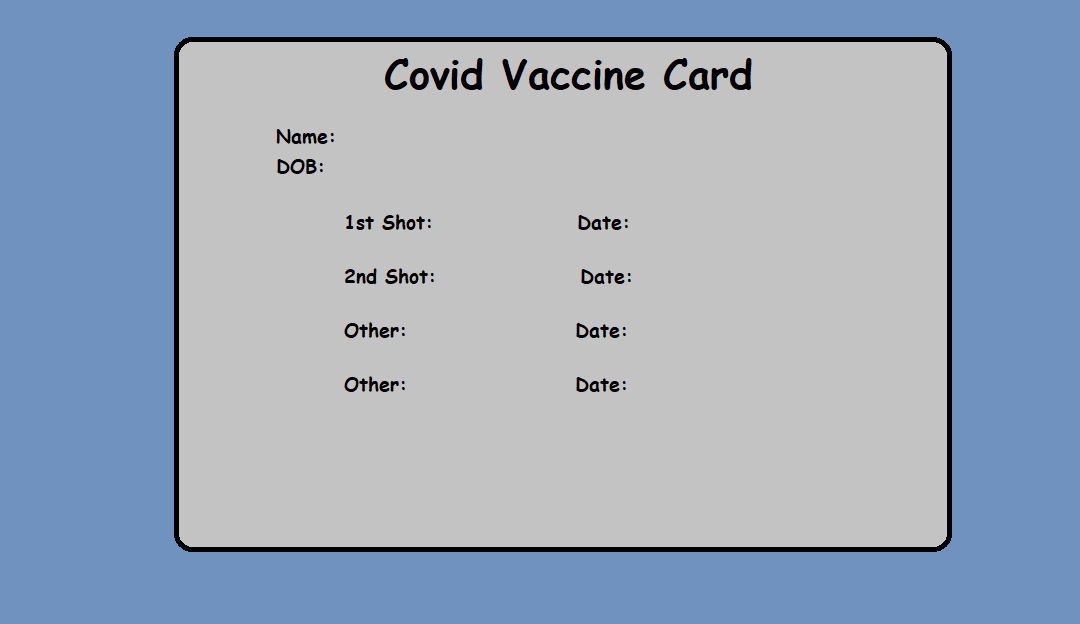 Covid Vaccine Card
Name:
DOB:
1st Shot: Date:
2nd Shot: Date:
Other: Date:
Other: Date: